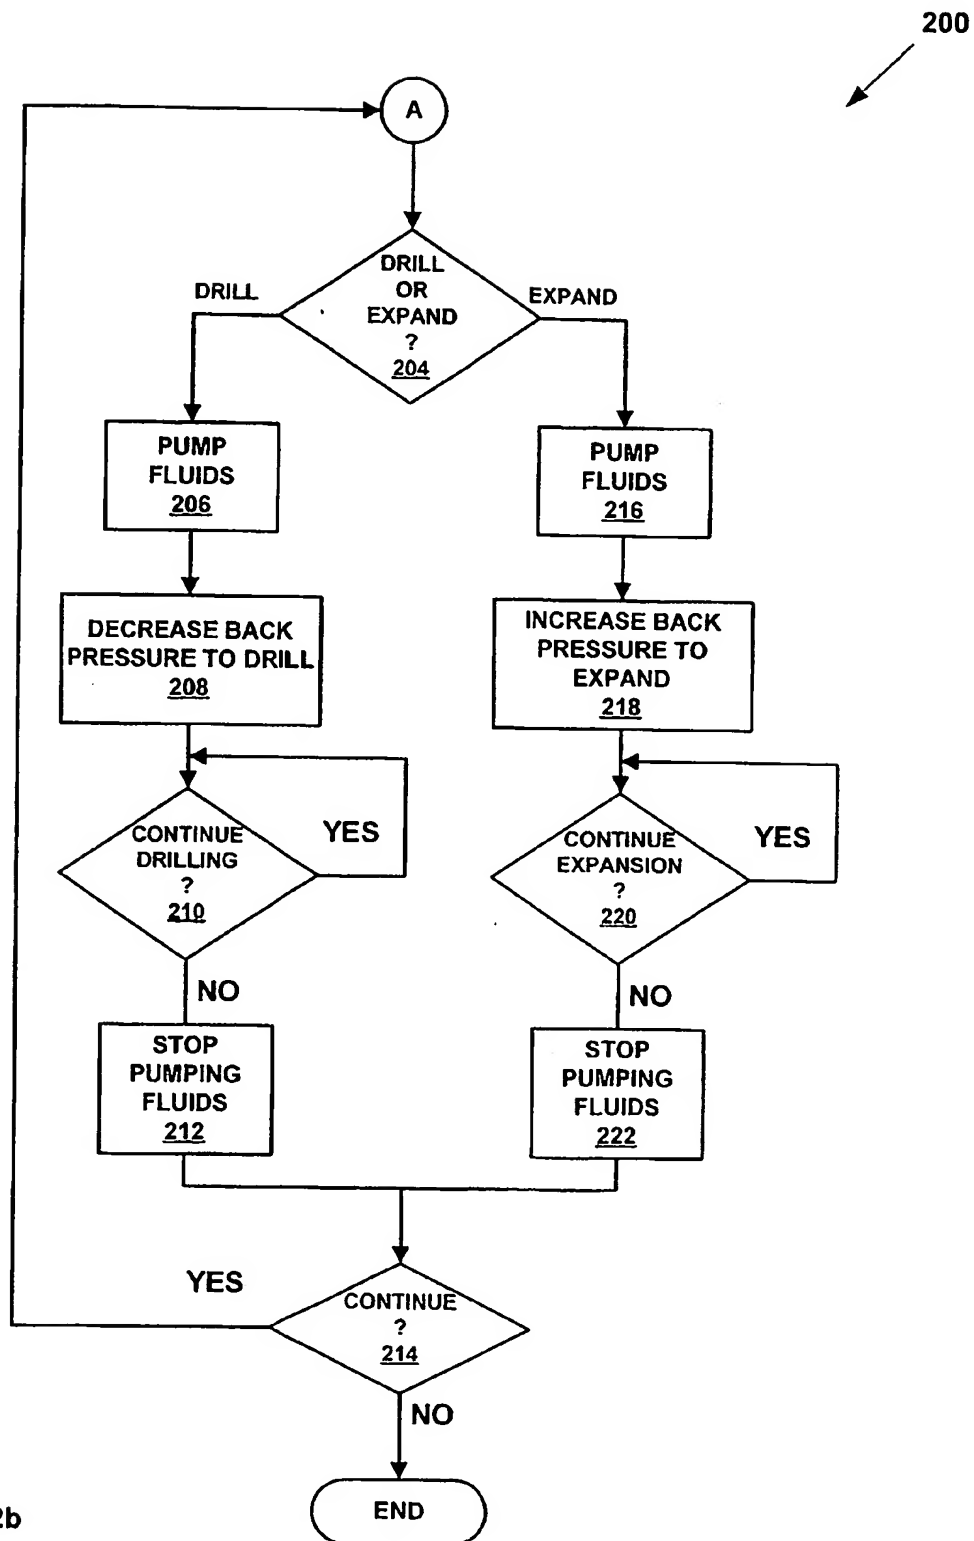 200
A
DRILL
OR
EXPAND
?
204
DRILL
EXPAND
PUMP
FLUIDS
206
PUMP
FLUIDS
216
DECREASE BACK
PRESSURE TO DRILL
208
INCREASE BACK
PRESSURE TO
EXPAND
218
CONTINUE
DRILLING
?
210
YES
CONTINUE
EXPANSION
?
220
YES
NO
NO
STOP
PUMPING
FLUIDS
212
STOP
PUMPING
FLUIDS
222
YES
CONTINUE
?
214
NO
END
2b